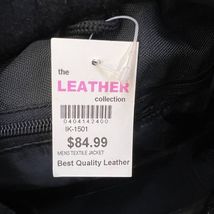 the
LEATHER
collection
0404142400
IK-1501
$84.99
MENS TEXTILE JACKET
Best Quality Leather